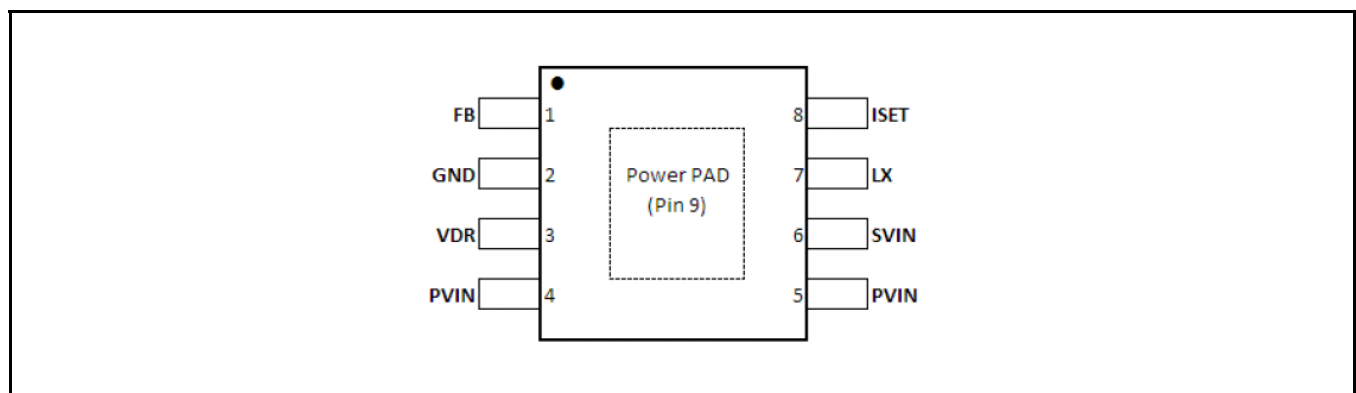 FB 1 8 ISET
GND 2 Power PAD 7 LX
(Pin 9)
VDR 3 6 SVIN
PVIN 4 5 PVIN